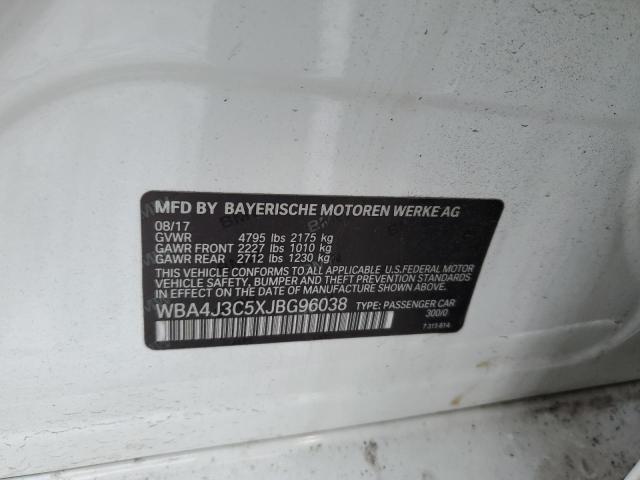 MFD BY BAYERISCHE MOTOREN WERKE AG
08/17
GVWR 4795 lbs 2175 kg
GAWR FRONT 2227 lbs 1010 kg
GAWR REAR 2712 lbs 1230 kg
THIS VEHICLE CONFORMS TO ALL APPLICABLE U.S.FEDERAL MOTOR
VEHICLE SAFETY, BUMPER, AND THEFT PREVENTION STANDARDS
IN EFFECT ON THE DATE OF MANUFACTURE SHOWN ABOVE.
WBA4J3C5XJBG96038 TYPE: PASSENGER CAR
300/0